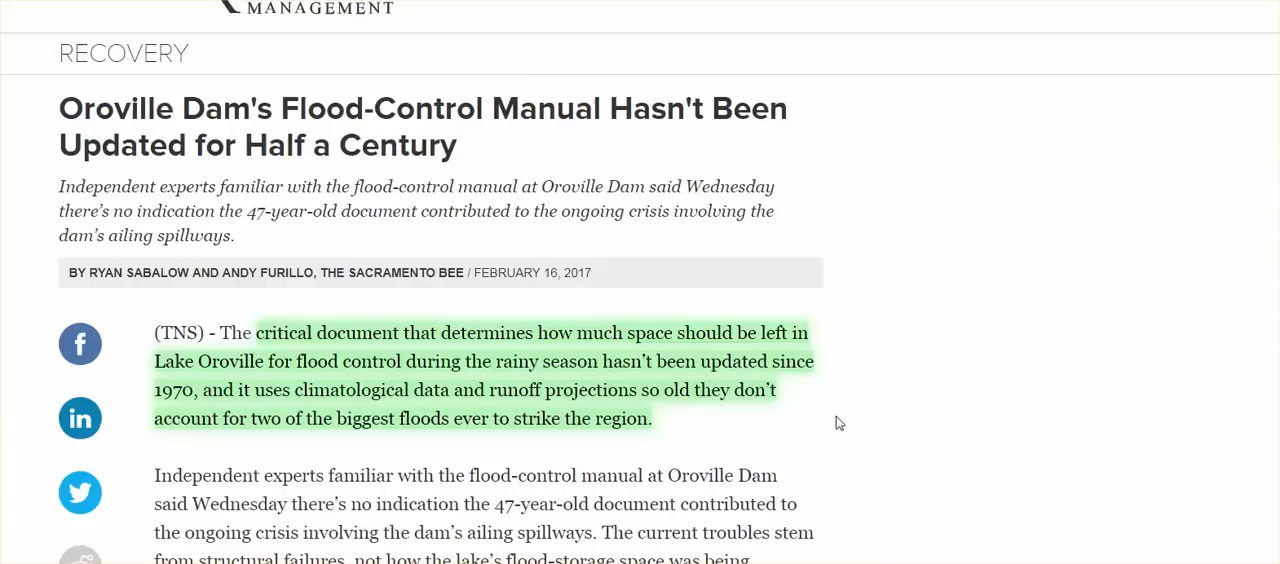 MANAGEMENT
RECOVERY
Oroville Dam's Flood-Control Manual Hasn't Been
Updated for Half a Century
Independent experts familiar with the flood-control manual at Oroville Dam said Wednesday
there’s no indication the 47-year-old document contributed to the ongoing crisis involving the
dam’s ailing spillways.
BY RYAN SABALOW AND ANDY FURILLO, THE SACRAMENTO BEE / FEBRUARY 16, 2017
(TNS) - The critical document that determines how much space should be left in
Lake Oroville for flood control during the rainy season hasn’t been updated since
1970, and it uses climatological data and runoff projections so old they don’t
account for two of the biggest floods ever to strike the region.
Independent experts familiar with the flood-control manual at Oroville Dam
said Wednesday there’s no indication the 47-year-old document contributed to
the ongoing crisis involving the dam’s ailing spillways. The current troubles stem
from structural failures, not how the lake’s flood-storage space was being